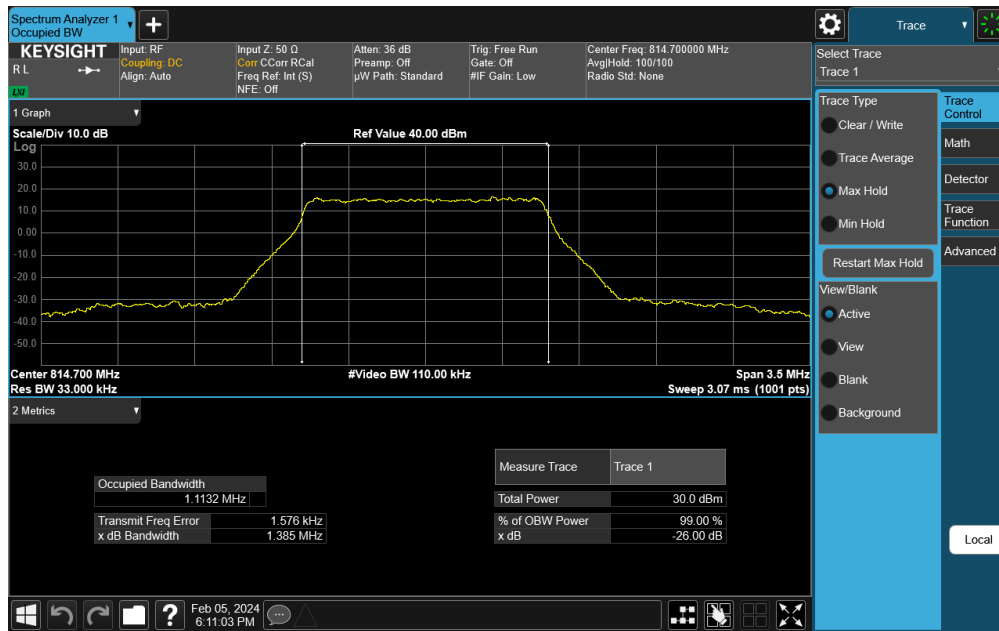 Spectrum Analyzer 1
Occupied BW
Trace
KEYSIGHT
R L
LXI
Input: RF
Coupling: DC
Align: Auto
Input Z: 50 Ω
Corr CCorr RCal
Freq Ref: Int (S)
NFE: Off
Atten: 36 dB
Preamp: Off
µW Path: Standard
Trig: Free Run
Gate: Off
#IF Gain: Low
Center Freq: 814.700000 MHz
Avg|Hold: 100/100
Radio Std: None
Select Trace
Trace 1
1 Graph
Scale/Div 10.0 dB
Ref Value 40.00 dBm
Log
30.0
20.0
10.0
0.00
-10.0
-20.0
-30.0
-40.0
-50.0
Center 814.700 MHz
#Video BW 110.00 kHz
Span 3.5 MHz
Res BW 33.000 kHz
Sweep 3.07 ms (1001 pts)
Trace Type
Clear / Write
Trace Average
Max Hold
Min Hold
Restart Max Hold
View/Blank
Active
View
Blank
Background
Trace
Control
Math
Detector
Trace
Function
Advanced
Local
2 Metrics
Occupied Bandwidth
1.1132 MHz
Transmit Freq Error 1.576 kHz
x dB Bandwidth 1.385 MHz
Measure Trace Trace 1
Total Power 30.0 dBm
% of OBW Power 99.00 %
x dB -26.00 dB
?
Feb 05, 2024
6:11:03 PM